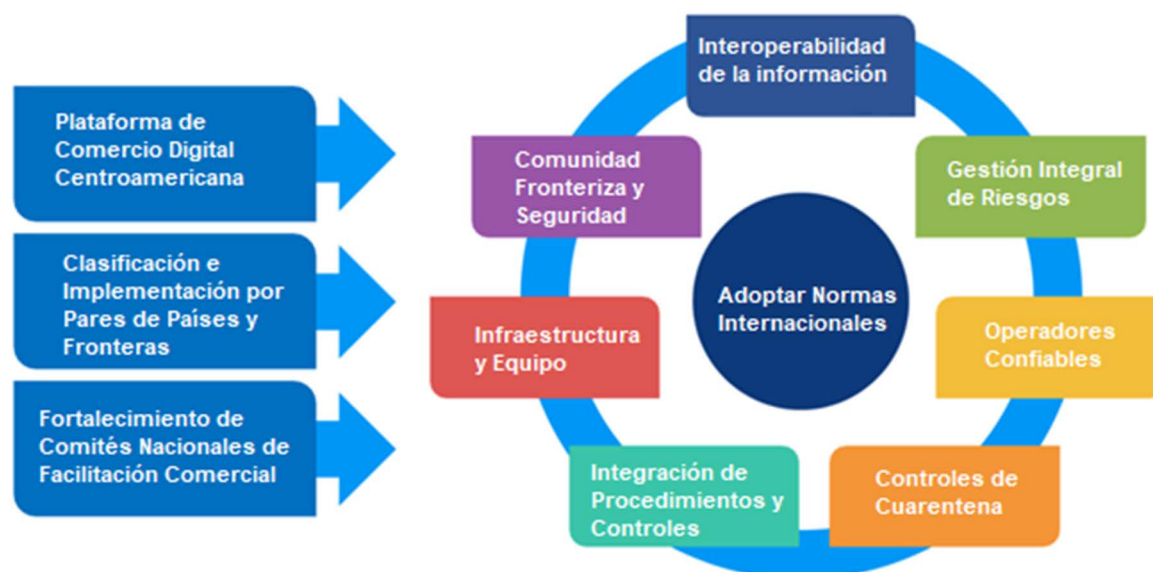 Plataforma de
Comercio Digital
Centroamericana
Clasificación e
Implementación por
Pares de Países y
Fronteras
Fortalecimiento de
Comités Nacionales de
Facilitación Comercial
Interoperabilidad
de la información
Gestión Integral
de Riesgos
Operadores
Confiables
Controles de
Cuarentena
Integración de
Procedimientos y
Controles
Infraestructura
y Equipo
Comunidad
Fronteriza y
Seguridad
Adoptar Normas
Internacionales